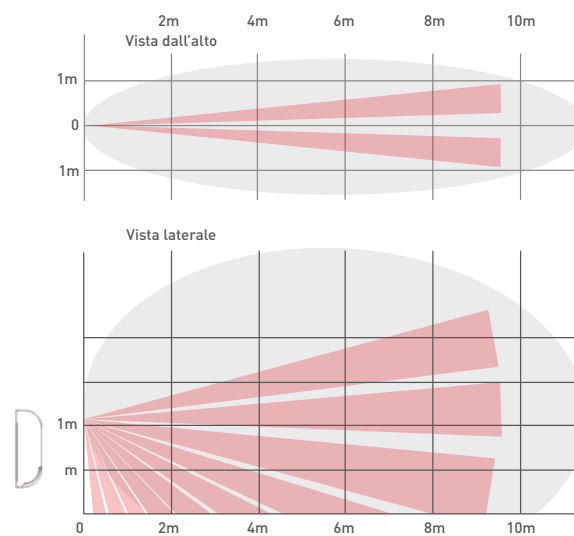 2m 4m 6m 8m 10m
Vista dall'alto
1m
0
1m
Vista laterale
1m
m
0 2m 4m 6m 8m 10m